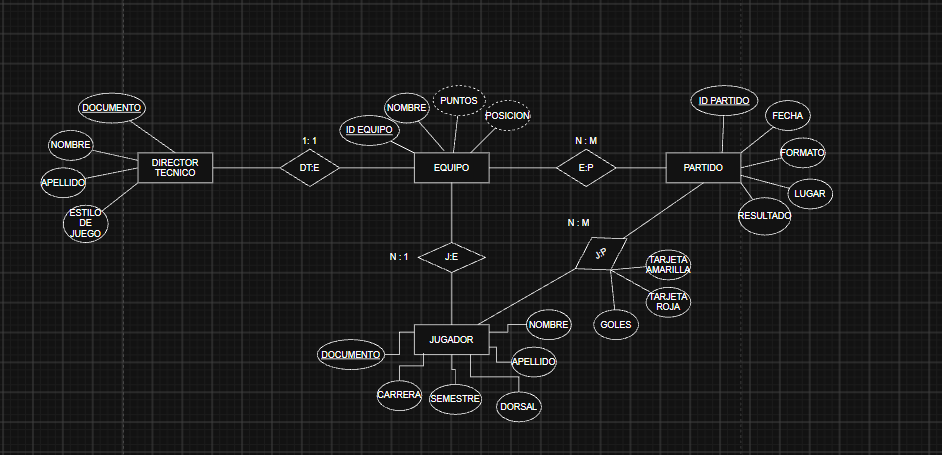 PUNTOS
ID PARTIDO
DOCUMENTO
NOMBRE
POSICION
FECHA
ID EQUIPO
NOMBRE
1: 1
N : M
FORMATO
DIRECTOR
TECNICO
DT:E
EQUIPO
E:P
PARTIDO
APELLIDO
LUGAR
ESTILO
DE
JUEGO
RESULTADO
N : M
N : 1
J:E
J:P
TARJETA
AMARILLA
TARJETA
ROJA
NOMBRE
GOLES
JUGADOR
DOCUMENTO
APELLIDO
CARRERA
SEMESTRE
DORSAL